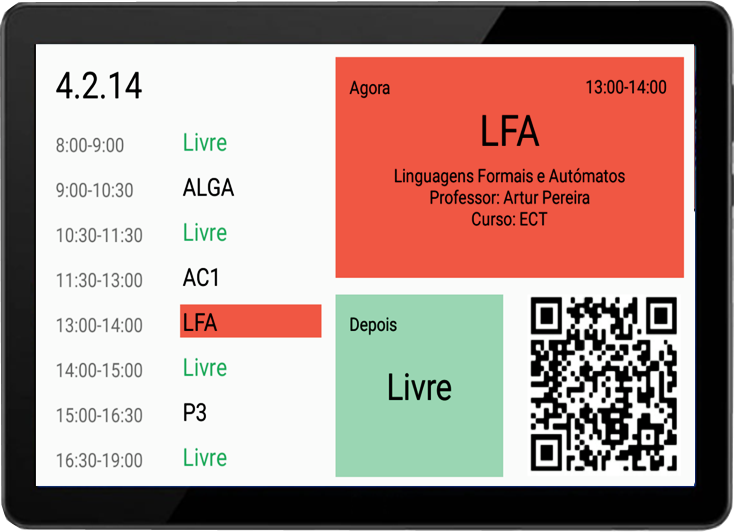 4.2.14
8:00-9:00 Livre
9:00-10:30 ALGA
10:30-11:30 Livre
11:30-13:00 AC1
13:00-14:00 LFA
14:00-15:00 Livre
15:00-16:30 P3
16:30-19:00 Livre
Agora 13:00-14:00
LFA
Linguagens Formais e Autómatos
Professor: Artur Pereira
Curso: ECT
Depois
Livre